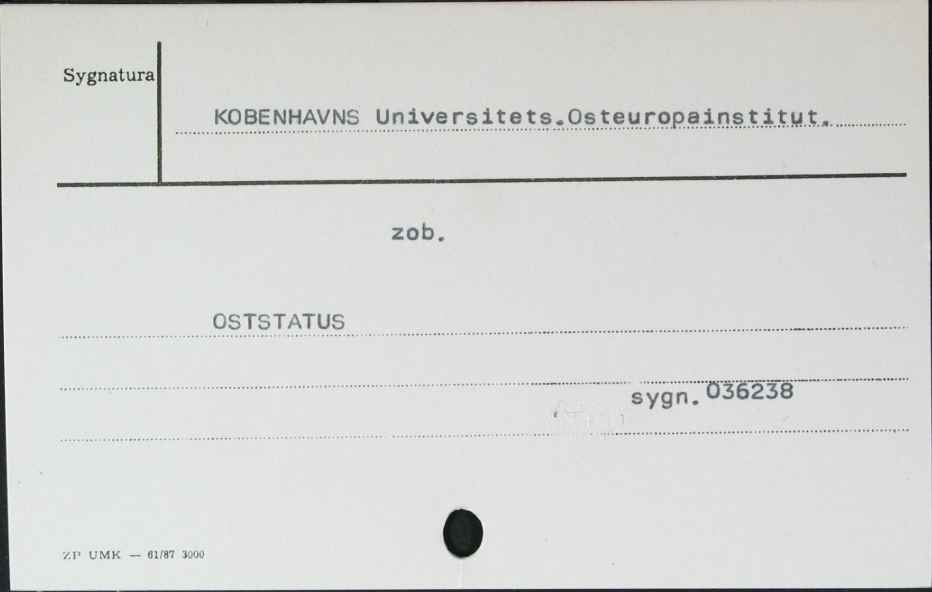 Sygnatura
KOBENHAVNS Universitets.Osteuropainstitut.
zob.
OSTSTATUS
sygn. 036238
ZP UMK — 61/87 3000